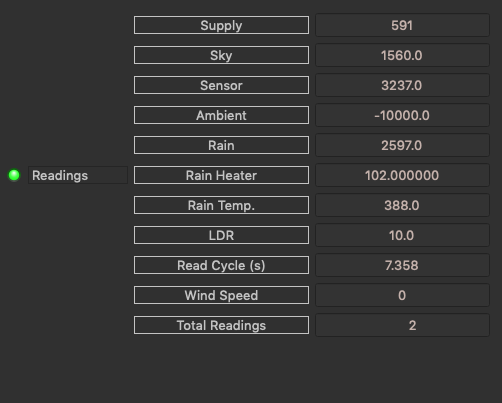 Supply 591
Sky 1560.0
Sensor 3237.0
Ambient -10000.0
Rain 2597.0
Readings Rain Heater 102.000000
Rain Temp. 388.0
LDR 10.0
Read Cycle (s) 7.358
Wind Speed 0
Total Readings 2